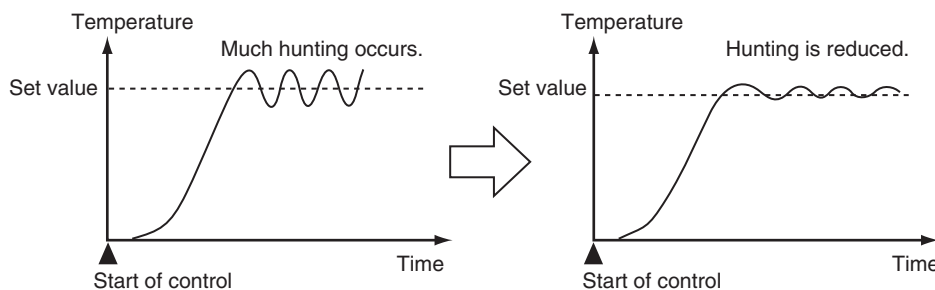 Temperature
Much hunting occurs.
Set value
Time
Start of control
Temperature
Hunting is reduced.
Set value
Time
Start of control